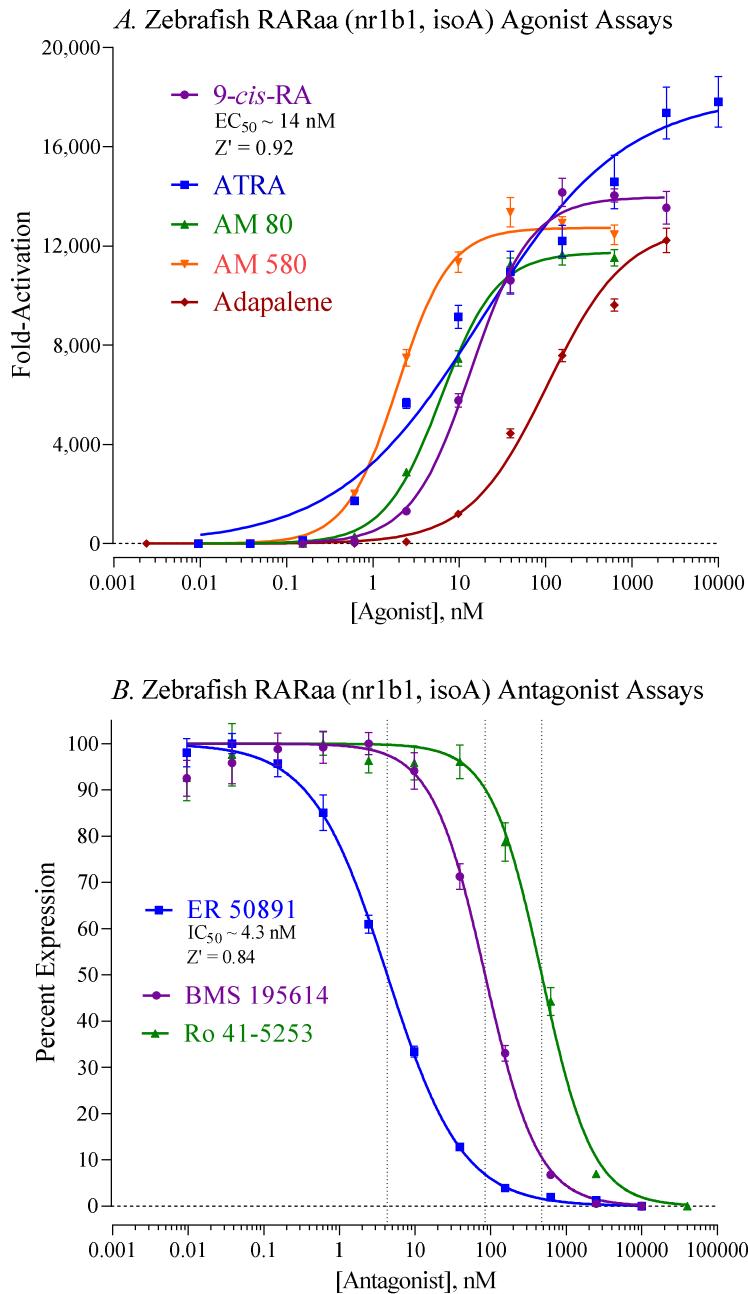 A. Zebrafish RARaa (nr1b1, isoA) Agonist Assays
20,000
16,000
12,000
8,000
4,000
0
Fold-Activation
9-cis-RA
EC50 ~ 14 nM
Z' = 0.92
ATRA
AM 80
AM 580
Adapalene
0.001 0.01 0.1 1 10 100 1000 10000
[Agonist], nM
B. Zebrafish RARaa (nr1b1, isoA) Antagonist Assays
100
90
80
70
60
50
40
30
20
10
0
Percent Expression
ER 50891
IC50 ~ 4.3 nM
Z' = 0.84
BMS 195614
Ro 41-5253
0.001 0.01 0.1 1 10 100 1000 10000 100000
[Antagonist], nM